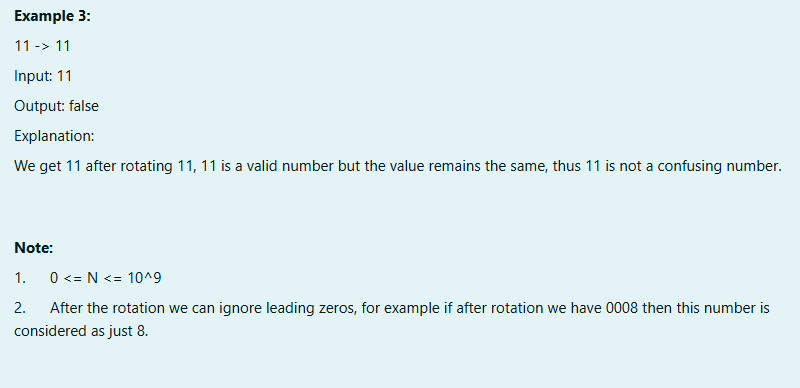 Example 3:
11 -> 11
Input: 11
Output: false
Explanation:
We get 11 after rotating 11, 11 is a valid number but the value remains the same, thus 11 is not a confusing number.
Note:
1. 0 <= N <= 10^9
2. After the rotation we can ignore leading zeros, for example if after rotation we have 0008 then this number is
considered as just 8.